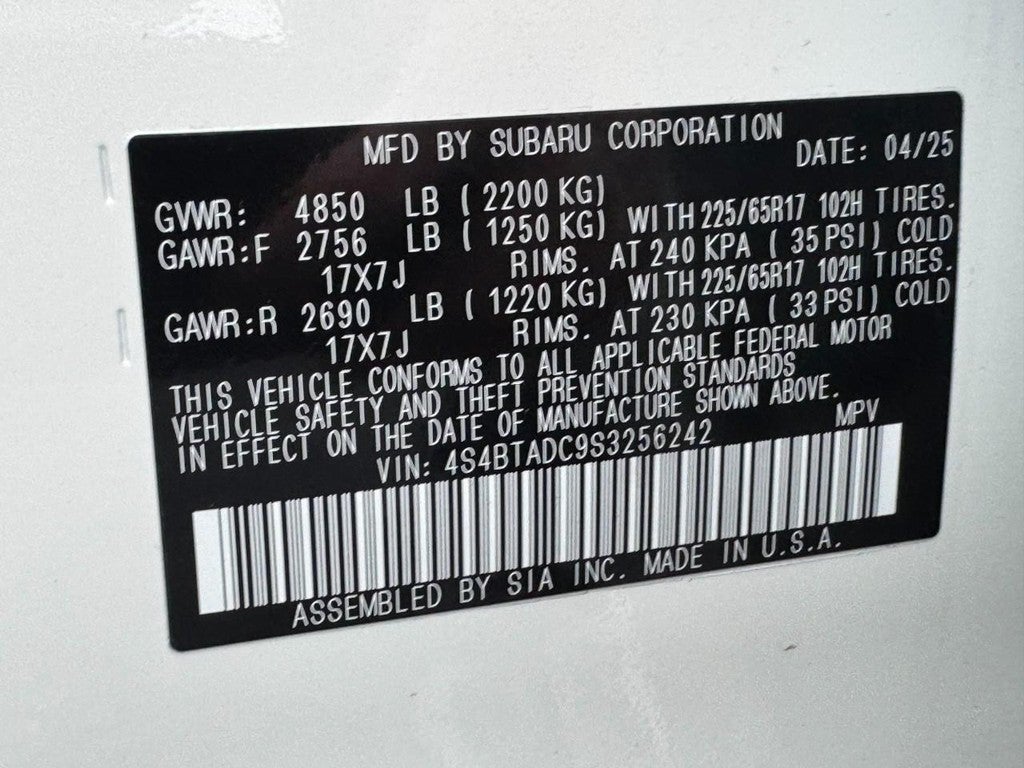 MFD BY SUBARU CORPORATION
DATE: 04/25
GVWR: 4850 LB ( 2200 KG)
GAWR:F 2756 LB ( 1250 KG) WITH 225/65R17 102H TIRES.
17X7J RIMS. AT 240 KPA ( 35 PSI) COLD
GAWR:R 2690 LB ( 1220 KG) WITH 225/65R17 102H TIRES.
17X7J RIMS. AT 230 KPA ( 33 PSI) COLD
THIS VEHICLE CONFORMS TO ALL APPLICABLE FEDERAL MOTOR
VEHICLE SAFETY AND THEFT PREVENTION STANDARDS
IN EFFECT ON THE DATE OF MANUFACTURE SHOWN ABOVE.
VIN: 4S4BTADC9S3256242 MPV
ASSEMBLED BY SIA INC. MADE IN U.S.A.